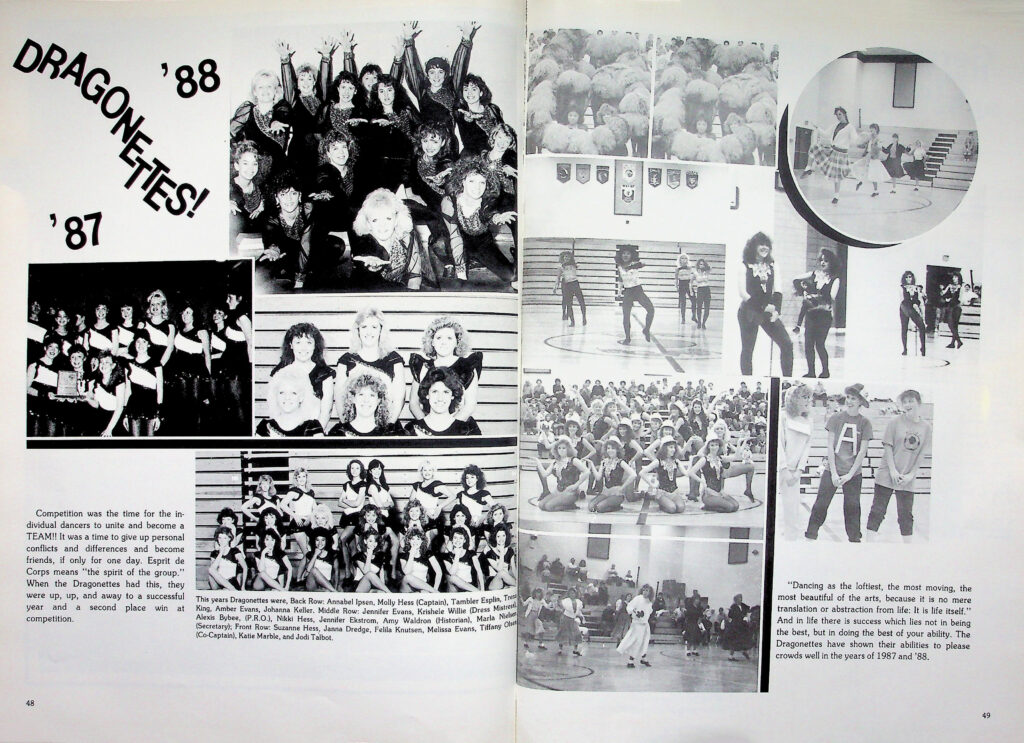 DRAGONETTES!
'88
'87
Competition was the time for the in-
dividual dancers to unite and become a
TEAM!! It was a time to give up personal
conflicts and differences and become
friends, if only for one day. Esprit de
Corps means "the spirit of the group."
When the Dragonettes had this, they
were up, up, and away to a successful
year and a second place win at
competition.
This years Dragonettes were, Back Row: Annabel Ipsen, Molly Hess (Captain), Tambler Esplin,
King, Amber Evans, Johanna Keller. Middle Row: Jennifer Evans, Krishele Willie (Dress Mistress),
Alexis Bybee, (P.R.O.), Nikki Hess, Jennifer Ekstrom, Amy Waldron (Historian), Marla
(Secretary); Front Row: Suzanne Hess, Janna Dredge, Felila Knutsen, Melissa Evans, Tiffany
(Co-Captain), Katie Marble, and Jodi Talbot.
48
A
"Dancing as the loftiest, the most moving, the
most beautiful of the arts, because it is no mere
translation or abstraction from life: It is life itself."
And in life there is success which lies not in being
the best, but in doing the best of your ability. The
Dragonettes have shown their abilities to please
crowds well in the years of 1987 and '88.
49